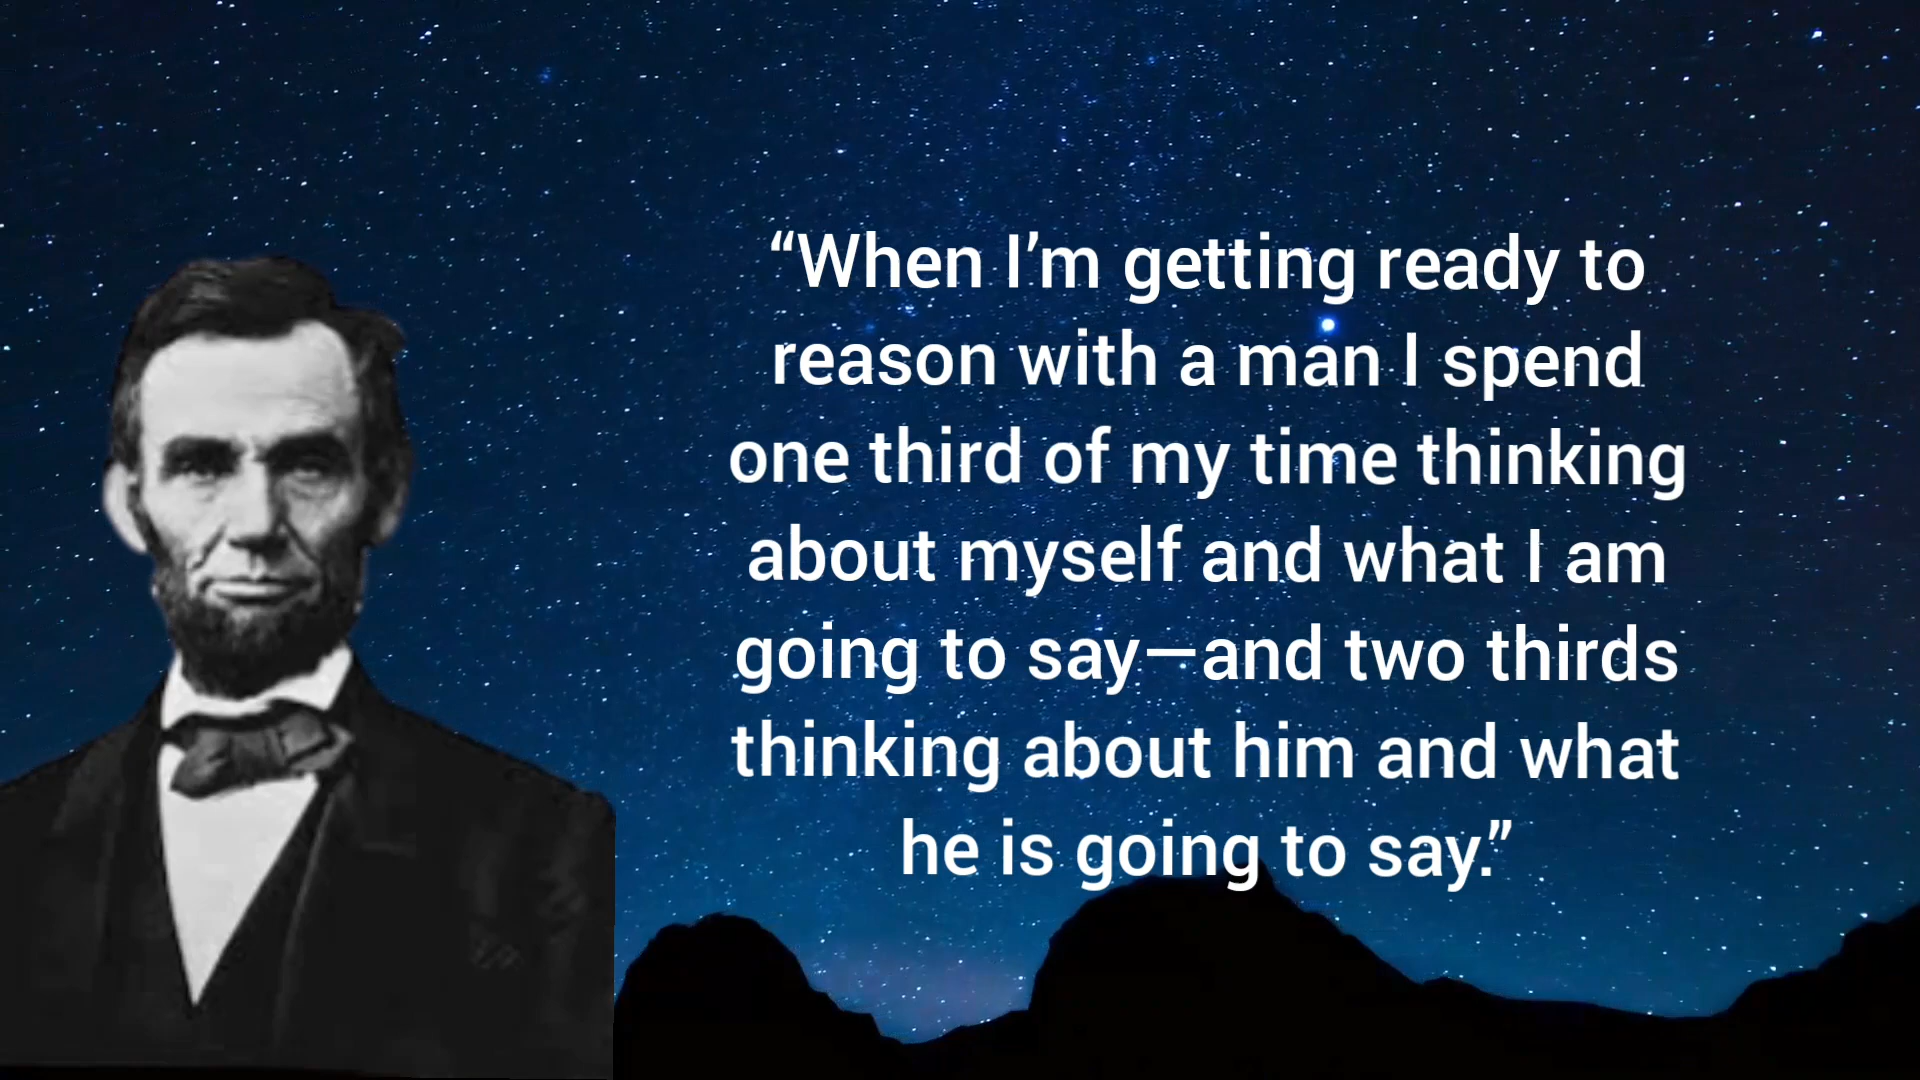 “When I’m getting ready to
reason with a man I spend
one third of my time thinking
about myself and what I am
going to say—and two thirds
thinking about him and what
he is going to say.”